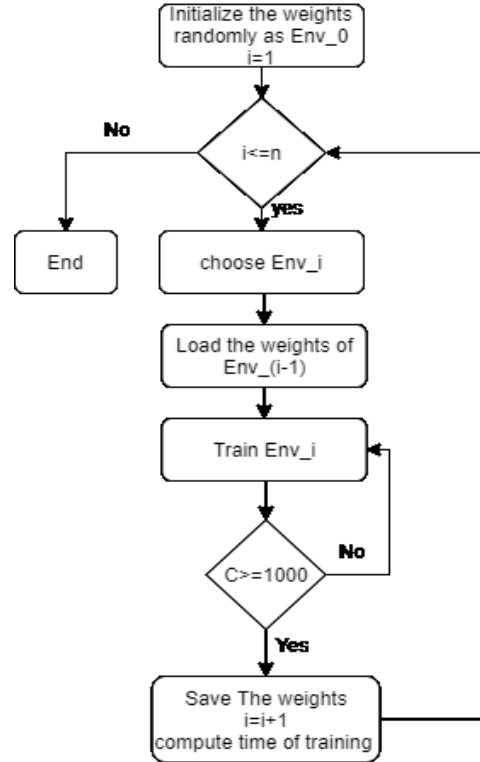 Initialize the weights
randomly as Env_0
i=1
No
i<=n
yes
End
choose Env_i
Load the weights of
Env_(i-1)
Train Env_i
No
C>=1000
Yes
Save The weights
i=i+1
compute time of training